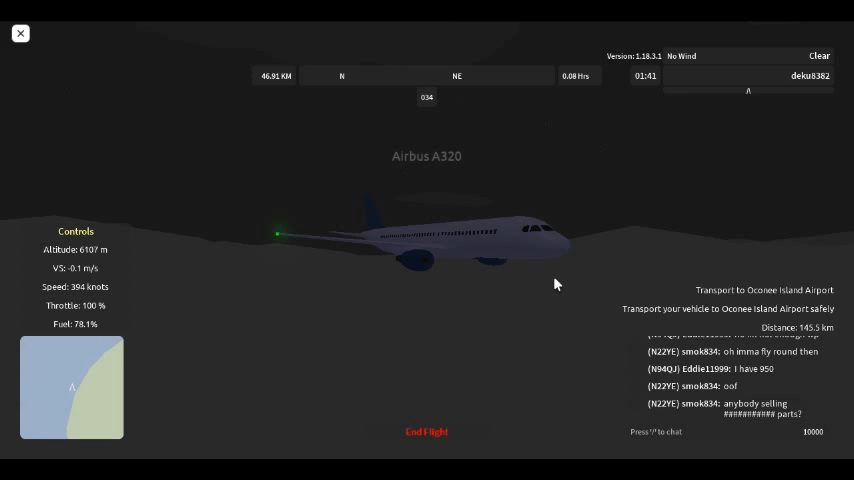 Version: 1.18.3.1 No Wind Clear
46.91 KM N NE 0.08 Hrs 01:41 deku8382
034
Airbus A320
Controls
Altitude: 6107 m
VS: -0.1 m/s
Speed: 394 knots
Throttle: 100 %
Fuel: 78.1%
Transport to Oconee Island Airport
Transport your vehicle to Oconee Island Airport safely
Distance: 145.5 km
(N22YE) smok834: oh imma fly round then
(N94QJ) Eddie11999: I have 950
(N22YE) smok834: oof
(N22YE) smok834: anybody selling
########### parts?
End Flight
Press '/' to chat 10000